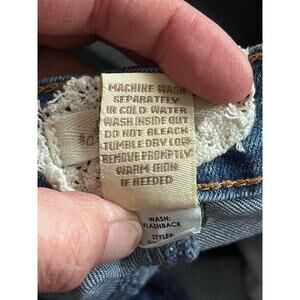 MACHINE WASH
SEPARATELY
IN COLD WATER
WASH INSIDE OUT
DO NOT BLEACH
TUMBLE DRY LOW
REMOVE PROMPTLY
WARM IRON
IF NEEDED
WASH:
FLASHBACK
STYLE#